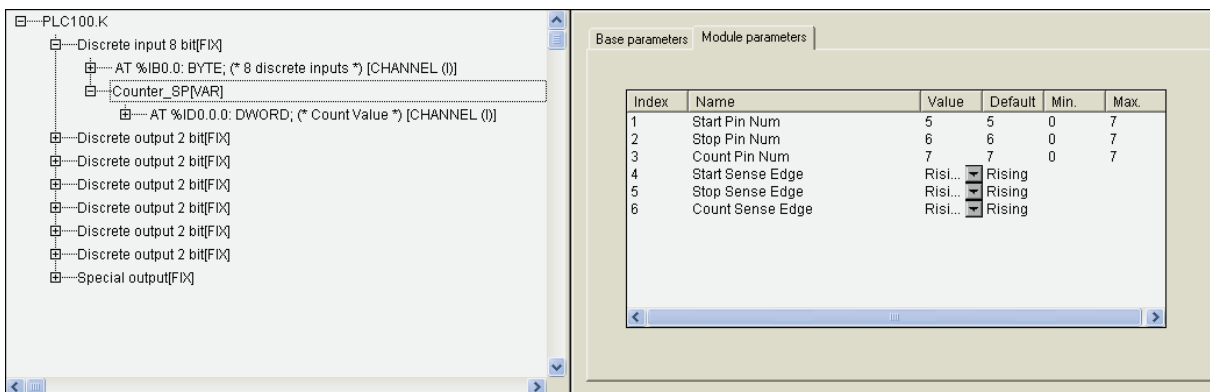 PLC100.K
Discrete input 8 bit[FIX]
AT %IB0.0: BYTE; (* 8 discrete inputs *) [CHANNEL (I)]
Counter_SP[VAR]
AT %ID0.0.0: DWORD; (* Count Value *) [CHANNEL (I)]
Discrete output 2 bit[FIX]
Discrete output 2 bit[FIX]
Discrete output 2 bit[FIX]
Discrete output 2 bit[FIX]
Discrete output 2 bit[FIX]
Discrete output 2 bit[FIX]
Special output[FIX]
Base parameters Module parameters
Index Name Value Default Min. Max.
1 Start Pin Num 5 5 0 7
2 Stop Pin Num 6 6 0 7
3 Count Pin Num 7 7 0 7
4 Start Sense Edge Risi... Rising
5 Stop Sense Edge Risi... Rising
6 Count Sense Edge Risi... Rising